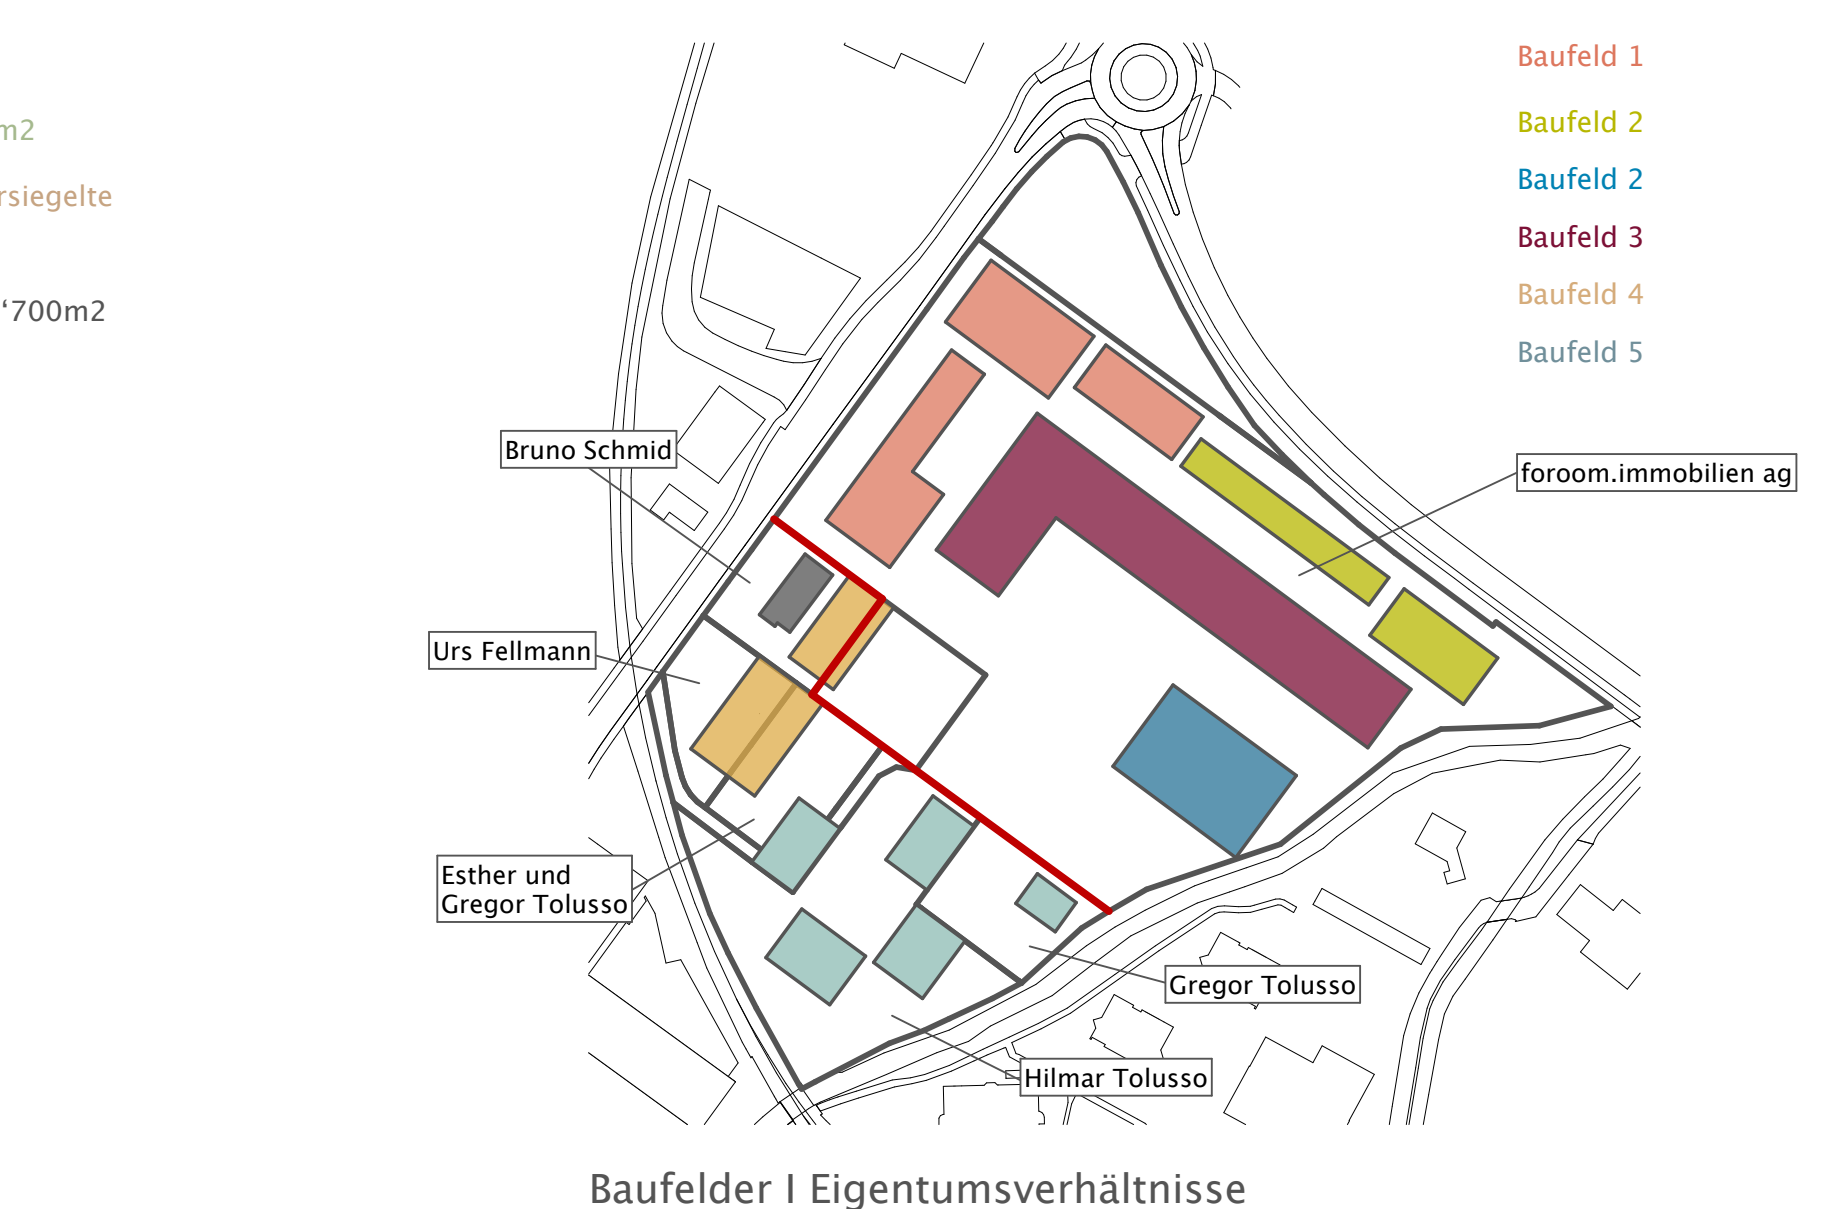 m2
rsiegelte
‘700m2
Baufeld 1
Baufeld 2
Baufeld 2
Baufeld 3
Baufeld 4
Baufeld 5
Bruno Schmid
foroom.immobilien ag
Urs Fellmann
Esther und
Gregor Tolusso
Gregor Tolusso
Hilmar Tolusso
Baufelder I Eigentumsverhältnisse